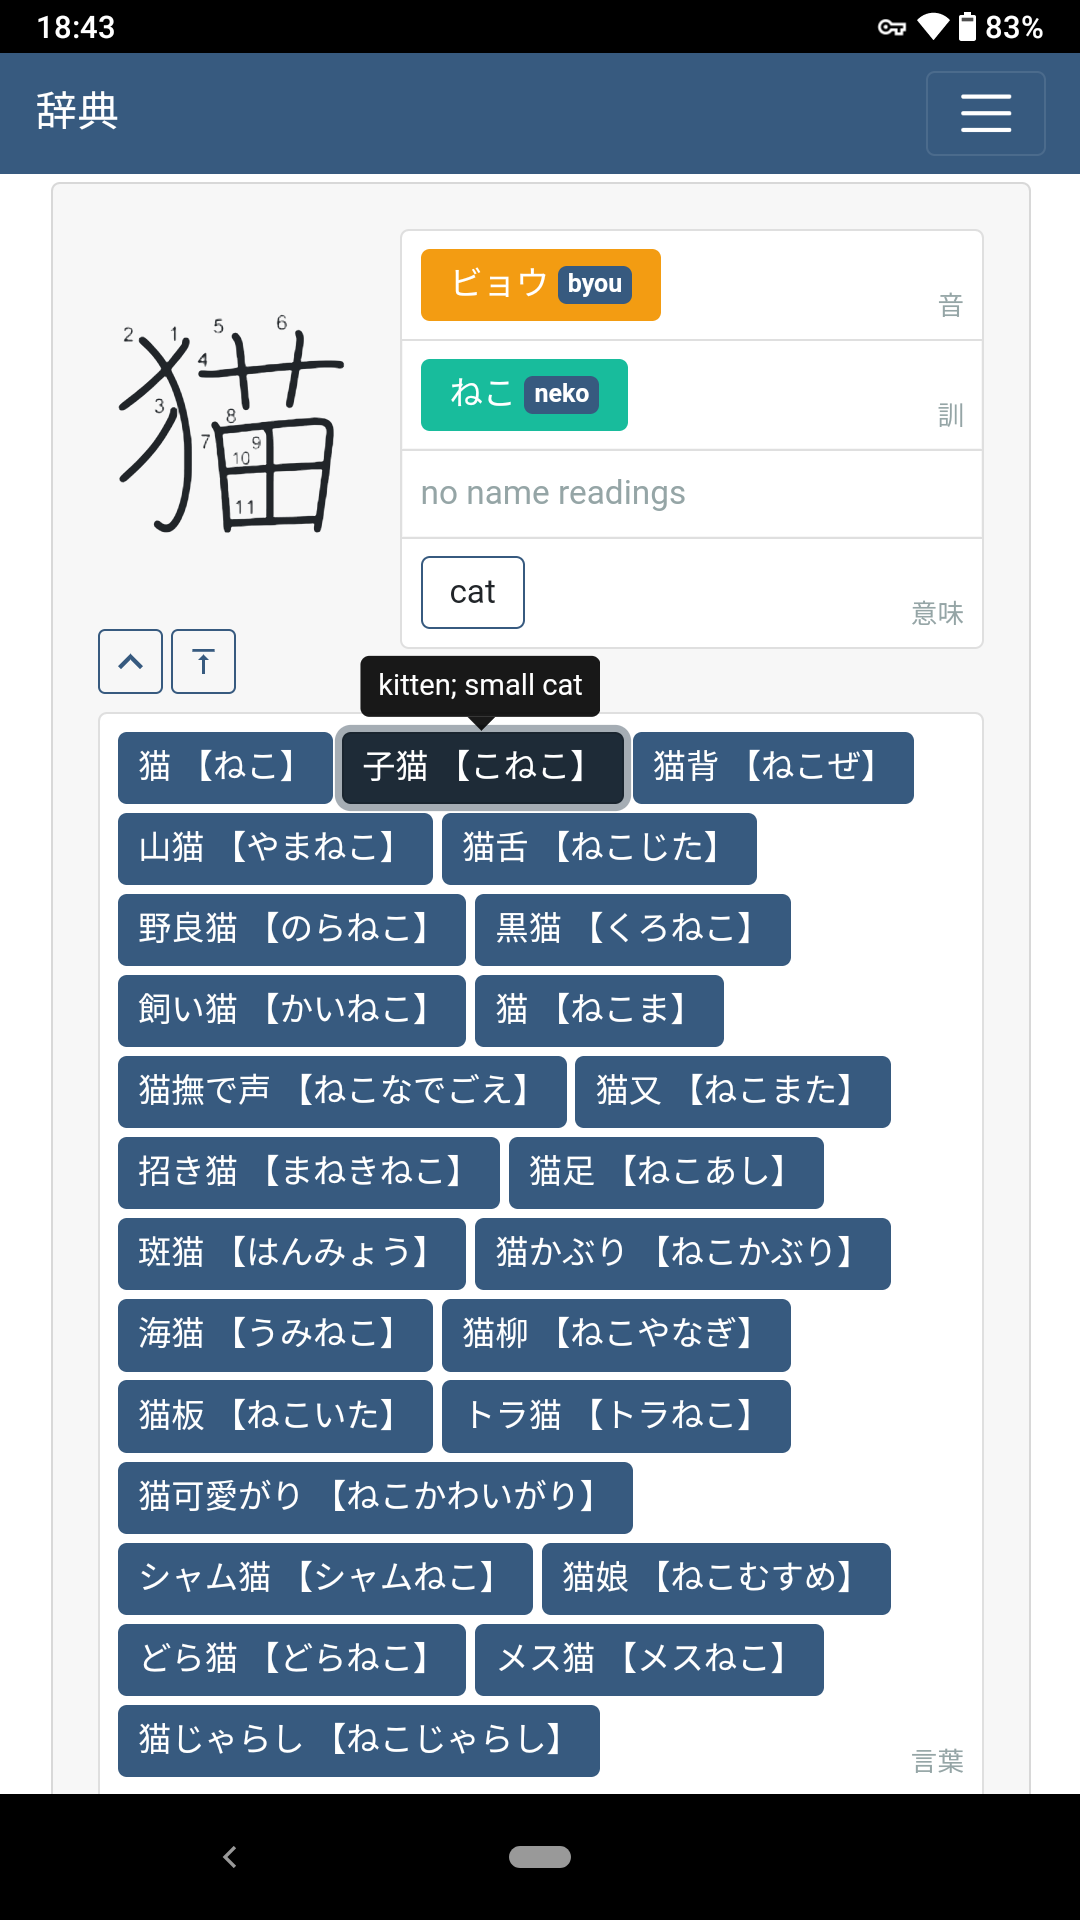 18:43 83%
辞典
2 1 5 6
4
3
8
7 9
10
11
ビョウ byou
音
ねこ neko
訓
no name readings
cat
意味
kitten; small cat
猫 【ねこ】 子猫 【こねこ】 猫背 【ねこぜ】
山猫 【やまねこ】 猫舌 【ねこじた】
野良猫 【のらねこ】 黒猫 【くろねこ】
飼い猫 【かいねこ】 猫 【ねこま】
猫撫で声 【ねこなでごえ】 猫又 【ねこまた】
招き猫 【まねきねこ】 猫足 【ねこあし】
斑猫 【はんみょう】 猫かぶり 【ねこかぶり】
海猫 【うみねこ】 猫柳 【ねこやなぎ】
猫板 【ねこいた】 トラ猫 【トラねこ】
猫可愛がり 【ねこかわいがり】
シャム猫 【シャムねこ】 猫娘 【ねこむすめ】
どら猫 【どらねこ】 メス猫 【メスねこ】
猫じゃらし 【ねこじゃらし】
言葉